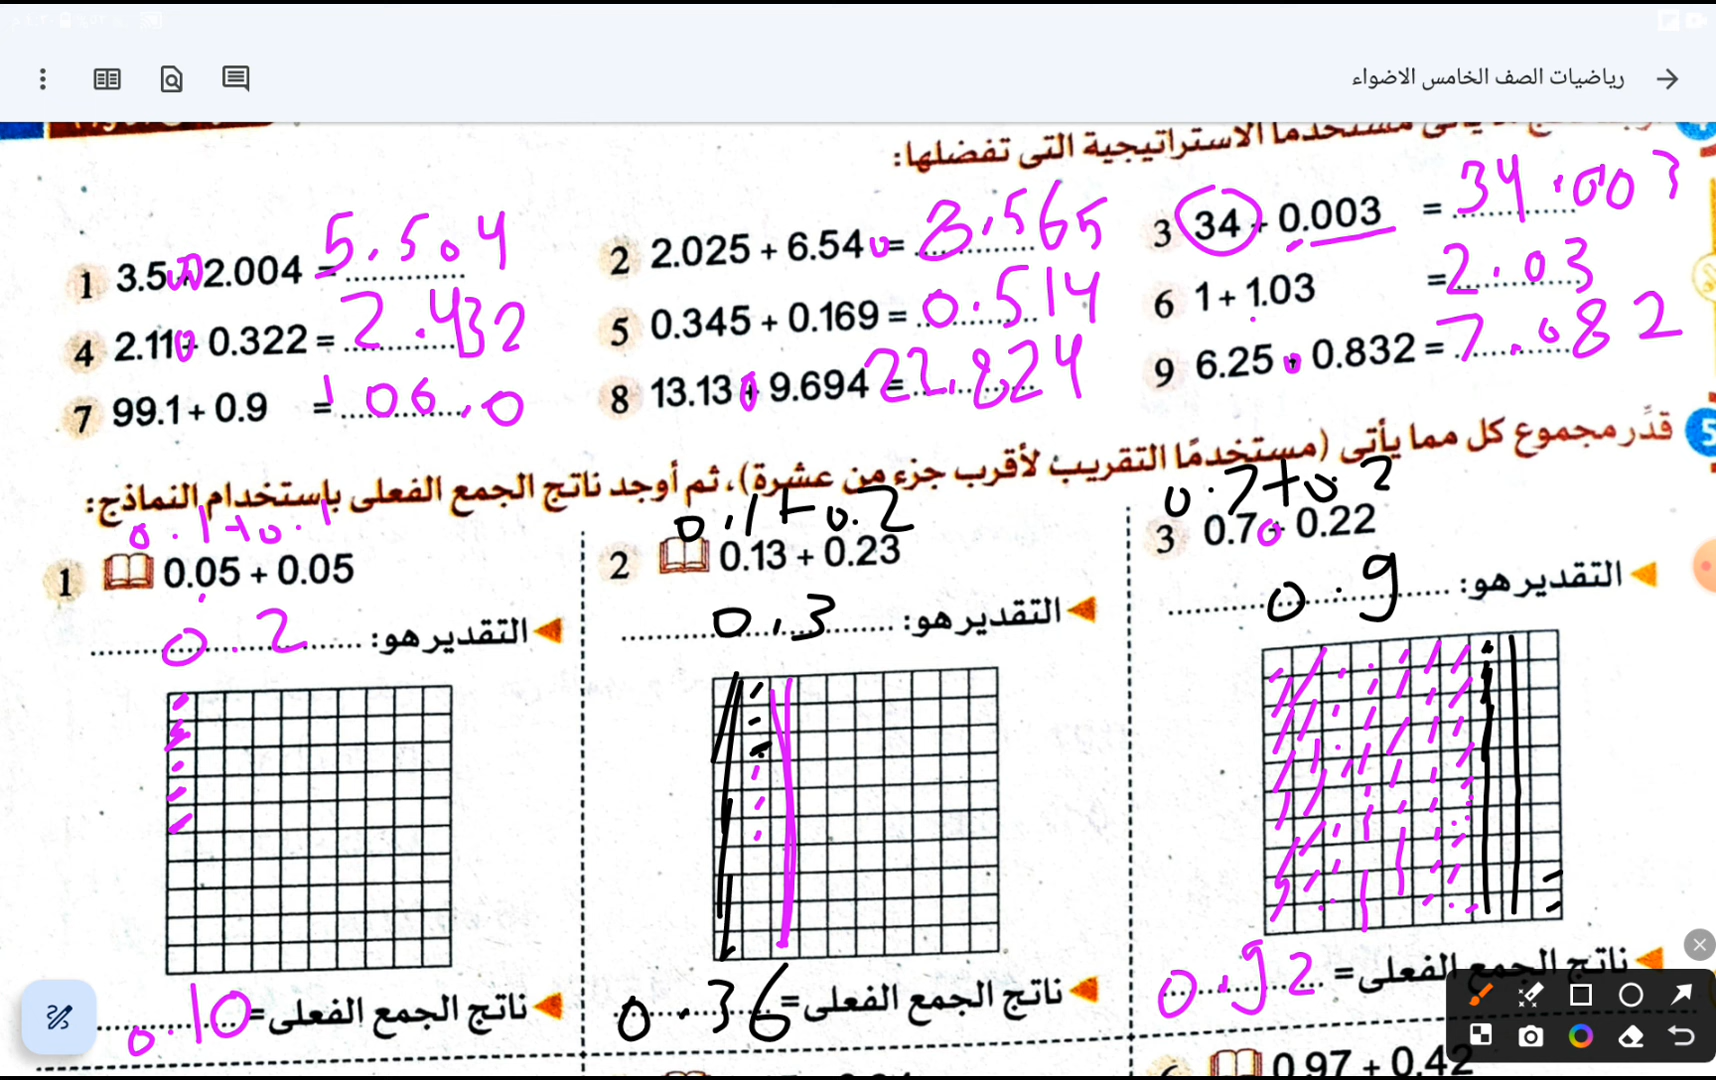 رياضيات الصف الخامس الاضواء
يأتى مستخدمًا الاستراتيجية التى تفضلها:
1 3.5 + 2.004 = 5.504
2 2.025 + 6.54 = 8.565
3 34 + 0.003 = 34.003
4 2.11 + 0.322 = 2.432
5 0.345 + 0.169 = 0.514
6 1 + 1.03 = 2.03
7 99.1 + 0.9 = 100.0
8 13.13 + 9.694 = 22.824
9 6.25 + 0.832 = 7.082
5 قدَّر مجموع كل مما يأتى (مستخدمًا التقريب لأقرب جزء من عشرة)، ثم أوجد ناتج الجمع الفعلى باستخدام النماذج:
0.1 + 0.1
1 0.05 + 0.05
التقدير هو: 0.2
ناتج الجمع الفعلى = 0.10
0.1 + 0.2
2 0.13 + 0.23
التقدير هو: 0.3
ناتج الجمع الفعلى = 0.36
0.7 + 0.2
3 0.70 + 0.22
التقدير هو: 0.9
ناتج الجمع الفعلى = 0.92
0.97 + 0.42